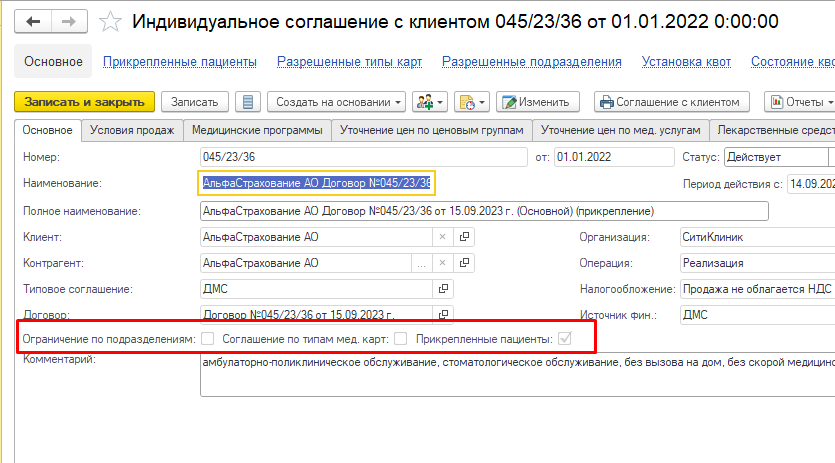 Индивидуальное соглашение с клиентом 045/23/36 от 01.01.2022 0:00:00
Основное Прикрепленные пациенты Разрешенные типы карт Разрешенные подразделения Установка квот Состояние кво
Записать и закрыть Записать Создать на основании Изменить Соглашение с клиентом Отчеты
Основное Условия продаж Медицинские программы Уточнение цен по ценовым группам Уточнение цен по мед. услугам Лекарственные средст
Номер: 045/23/36 от: 01.01.2022 Статус: Действует
Наименование: АльфаСтрахование АО Договор №045/23/36 Период действия с: 14.09.202
Полное наименование: АльфаСтрахование АО Договор №045/23/36 от 15.09.2023 г. (Основной) (прикрепление)
Клиент: АльфаСтрахование АО Организация: СитиКлиник
Контрагент: АльфаСтрахование АО ... Операция: Реализация
Типовое соглашение: ДМС Налогообложение: Продажа не облагается НДС
Договор: Договор №045/23/36 от 15.09.2023 г. Источник фин.: ДМС
Ограничение по подразделениям: Соглашение по типам мед. карт: Прикрепленные пациенты:
Комментарий: амбулаторно-поликлиническое обслуживание, стоматологическое обслуживание, без вызова на дом, без скорой медицинс